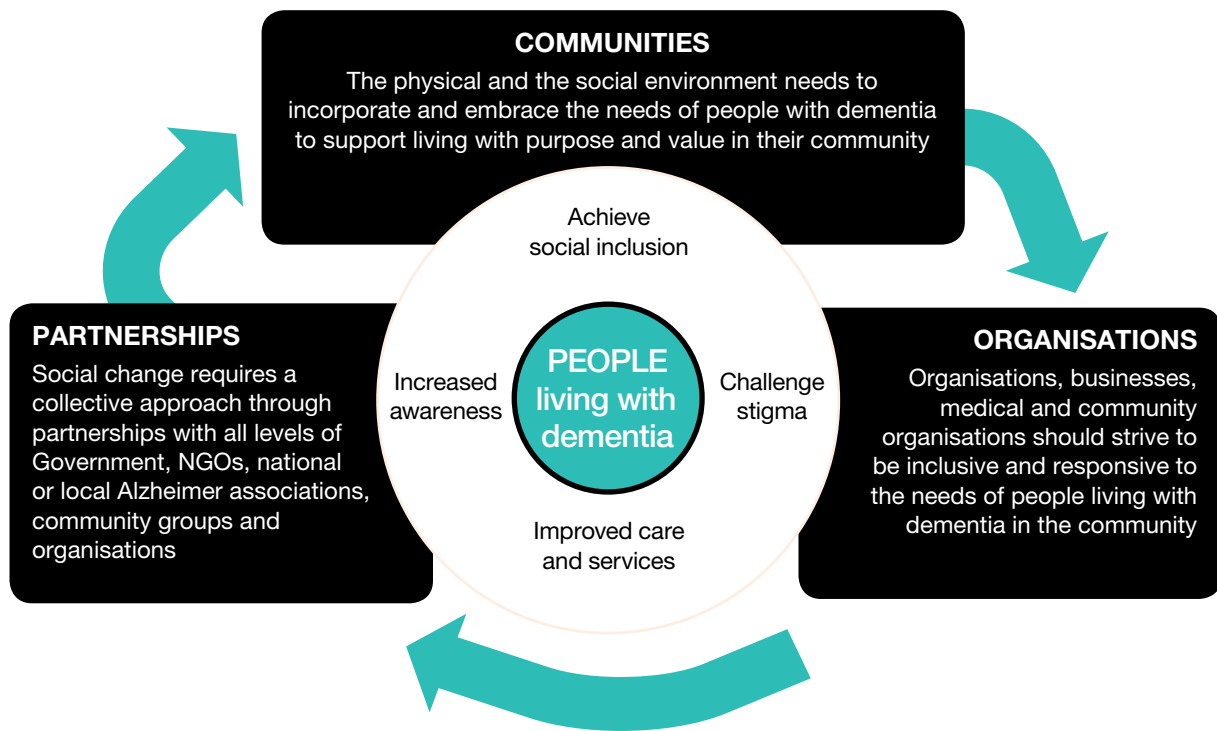 COMMUNITIES
The physical and the social environment needs to
incorporate and embrace the needs of people with dementia
to support living with purpose and value in their community
Achieve
social inclusion
PARTNERSHIPS
Social change requires a
collective approach through
partnerships with all levels of
Government, NGOs, national
or local Alzheimer associations,
community groups and
organisations
Increased
awareness
PEOPLE
living with
dementia
Challenge
stigma
Improved care
and services
ORGANISATIONS
Organisations, businesses,
medical and community
organisations should strive to
be inclusive and responsive to
the needs of people living with
dementia in the community